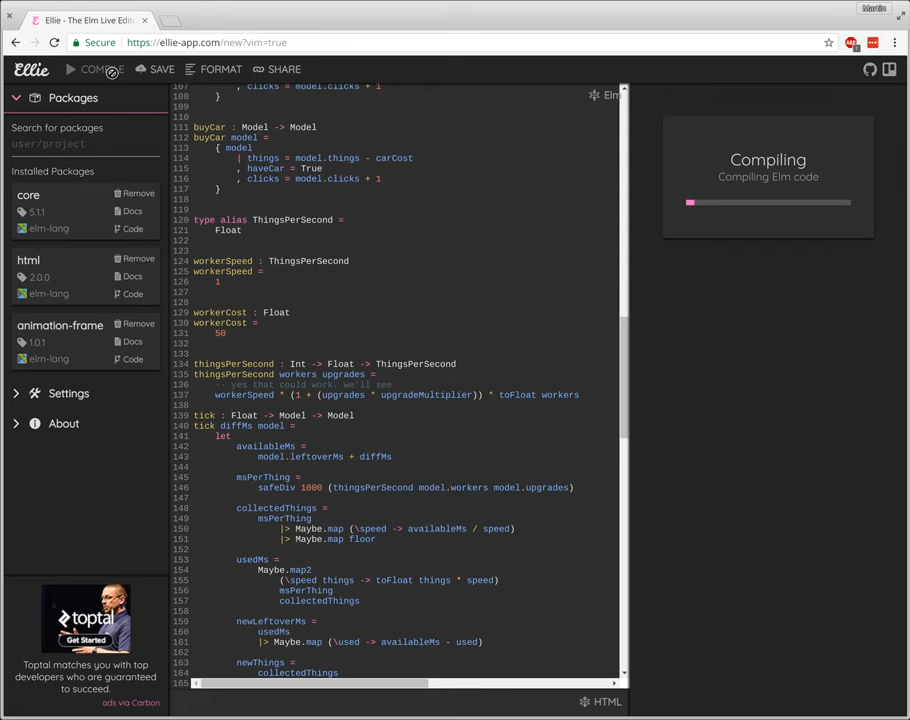 Martin
Ellie - The Elm Live Edit
Secure
https://ellie-app.com/new?vim=true
ABP
1
Ellie
COMPILE
SAVE
FORMAT
SHARE
Packages
Search for packages
user/project
Installed Packages
core
Remove
5.1.1
Docs
elm-lang
Code
html
Remove
2.0.0
Docs
elm-lang
Code
animation-frame
Remove
1.0.1
Docs
elm-lang
Code
Settings
About
toptal
Get Started
Toptal matches you with top
developers who are guaranteed
to succeed.
ads via Carbon
Elm
107 , clicks = model.clicks + 1
108 }
109
110
111 buyCar : Model -> Model
112 buyCar model =
113 { model
114 | things = model.things - carCost
115 , haveCar = True
116 , clicks = model.clicks + 1
117 }
118
119
120 type alias ThingsPerSecond =
121 Float
122
123
124 workerSpeed : ThingsPerSecond
125 workerSpeed =
126 1
127
128
129 workerCost : Float
130 workerCost =
131 50
132
133
134 thingsPerSecond : Int -> Float -> ThingsPerSecond
135 thingsPerSecond workers upgrades =
136 -- yes that could work. we'll see
137 workerSpeed * (1 + (upgrades * upgradeMultiplier)) * toFloat workers
138
139 tick : Float -> Model -> Model
140 tick diffMs model =
141 let
142 availableMs =
143 model.leftoverMs + diffMs
144
145 msPerThing =
146 safeDiv 1000 (thingsPerSecond model.workers model.upgrades)
147
148 collectedThings =
149 msPerThing
150 |> Maybe.map (\speed -> availableMs / speed)
151 |> Maybe.map floor
152
153 usedMs =
154 Maybe.map2
155 (\speed things -> toFloat things * speed)
156 msPerThing
157 collectedThings
158
159 newLeftoverMs =
160 usedMs
161 |> Maybe.map (\used -> availableMs - used)
162
163 newThings =
164 collectedThings
165
HTML
Compiling
Compiling Elm code